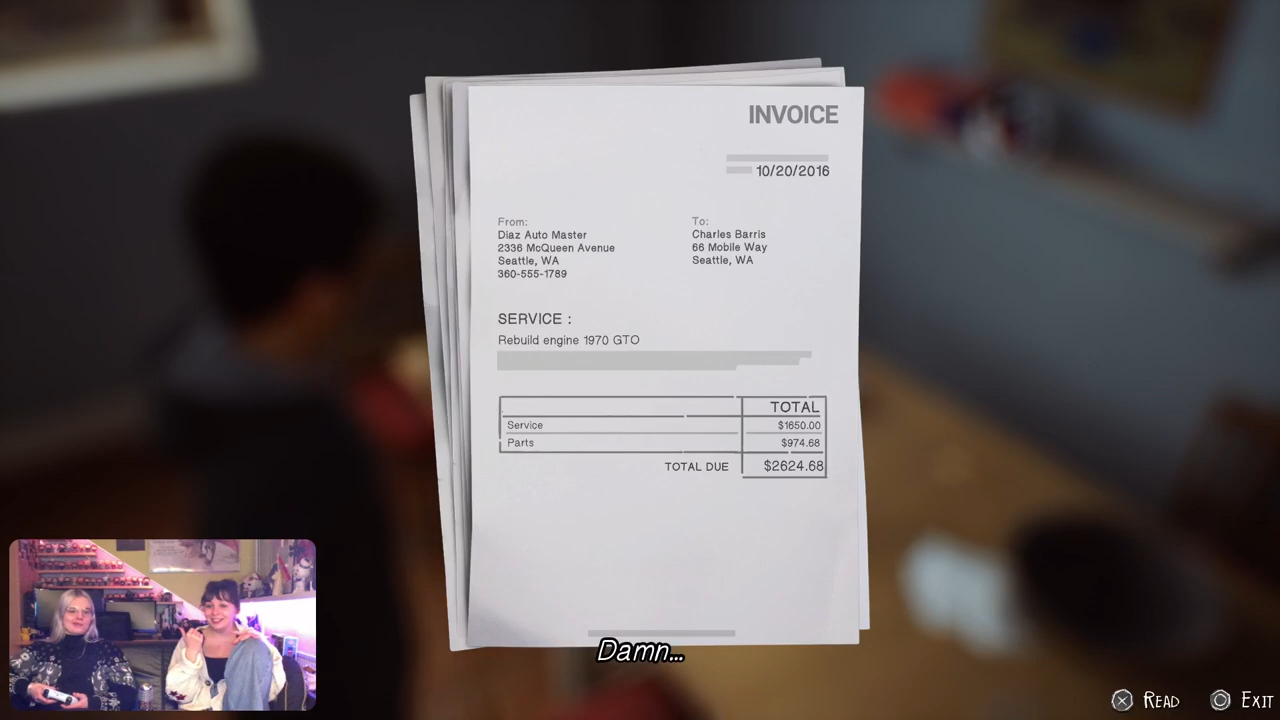 INVOICE
10/20/2016
From:
Diaz Auto Master
2336 McQueen Avenue
Seattle, WA
360-555-1789
To:
Charles Barris
66 Mobile Way
Seattle, WA
SERVICE :
Rebuild engine 1970 GTO
TOTAL
Service $1650.00
Parts $974.68
TOTAL DUE $2624.68
Damn...
READ EXIT